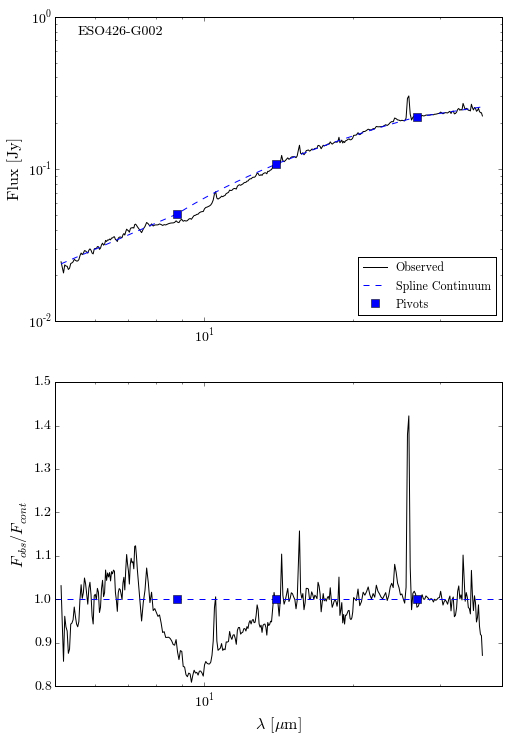 ESO426-G002
10^0
10^-1
10^-2
Flux [Jy]
Observed
Spline Continuum
Pivots
10^1
1.5
1.4
1.3
1.2
1.1
1.0
0.9
0.8
F_obs/F_cont
10^1
λ [μm]